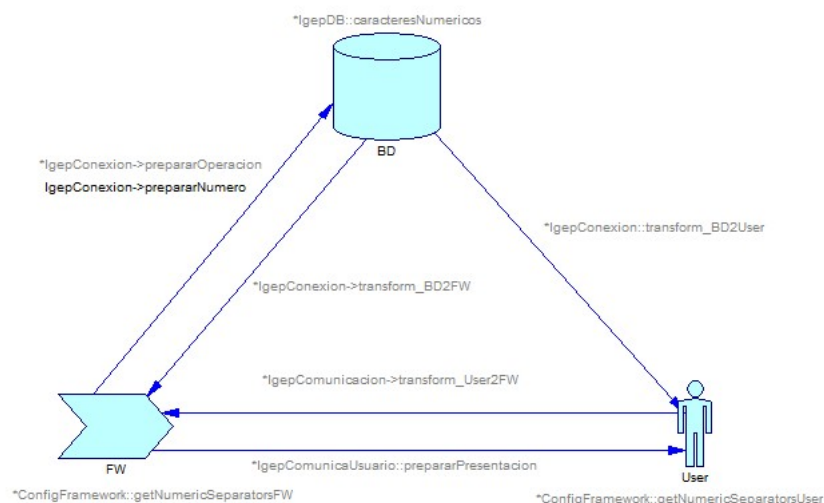 *IgepDB::caracteresNumericos
BD
*IgepConexion->prepararOperacion
IgepConexion->prepararNumero
*IgepConexion::transform_BD2User
*IgepConexion->transform_BD2FW
*IgepComunicacion->transform_User2FW
*IgepComunicaUsuario::prepararPresentacion
FW
User
*ConfigFramework::getNumericSeparatorsFW
*ConfigFramework::getNumericSeparatorsUser